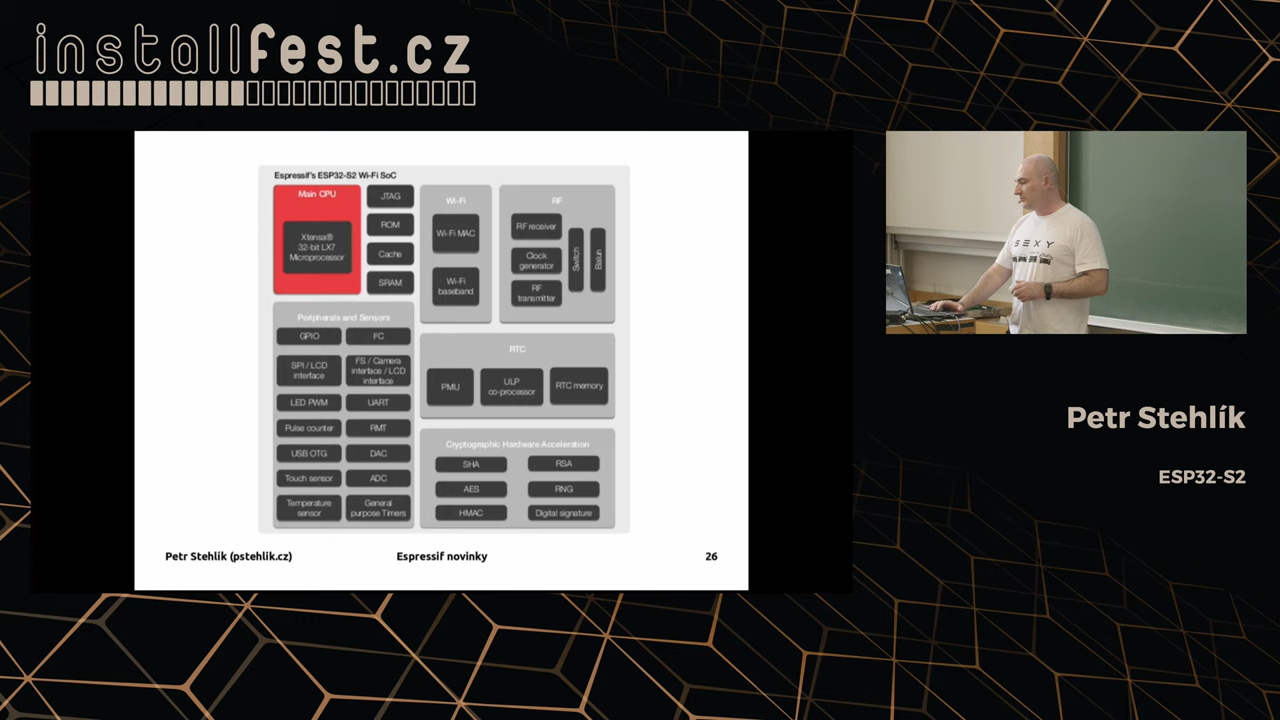 installfest.cz
Espressif's ESP32-S2 Wi-Fi SoC
Main CPU
Xtensa®
32-bit LX7
Microprocessor
JTAG
ROM
Cache
SRAM
Wi-Fi
Wi-Fi MAC
Wi-Fi
baseband
RF
RF receiver
Clock
generator
RF
transmitter
Switch
Balun
Peripherals and Sensors
GPIO
I²C
SPI / LCD
interface
I²S / Camera
interface / LCD
interface
LED PWM
UART
Pulse counter
RMT
USB OTG
DAC
Touch sensor
ADC
Temperature
sensor
General
purpose Timers
RTC
PMU
ULP
co-processor
RTC memory
Cryptographic Hardware Acceleration
SHA
RSA
AES
RNG
HMAC
Digital signature
Petr Stehlík (pstehlik.cz)
Espressif novinky
26
SEXY
Petr Stehlík
ESP32-S2